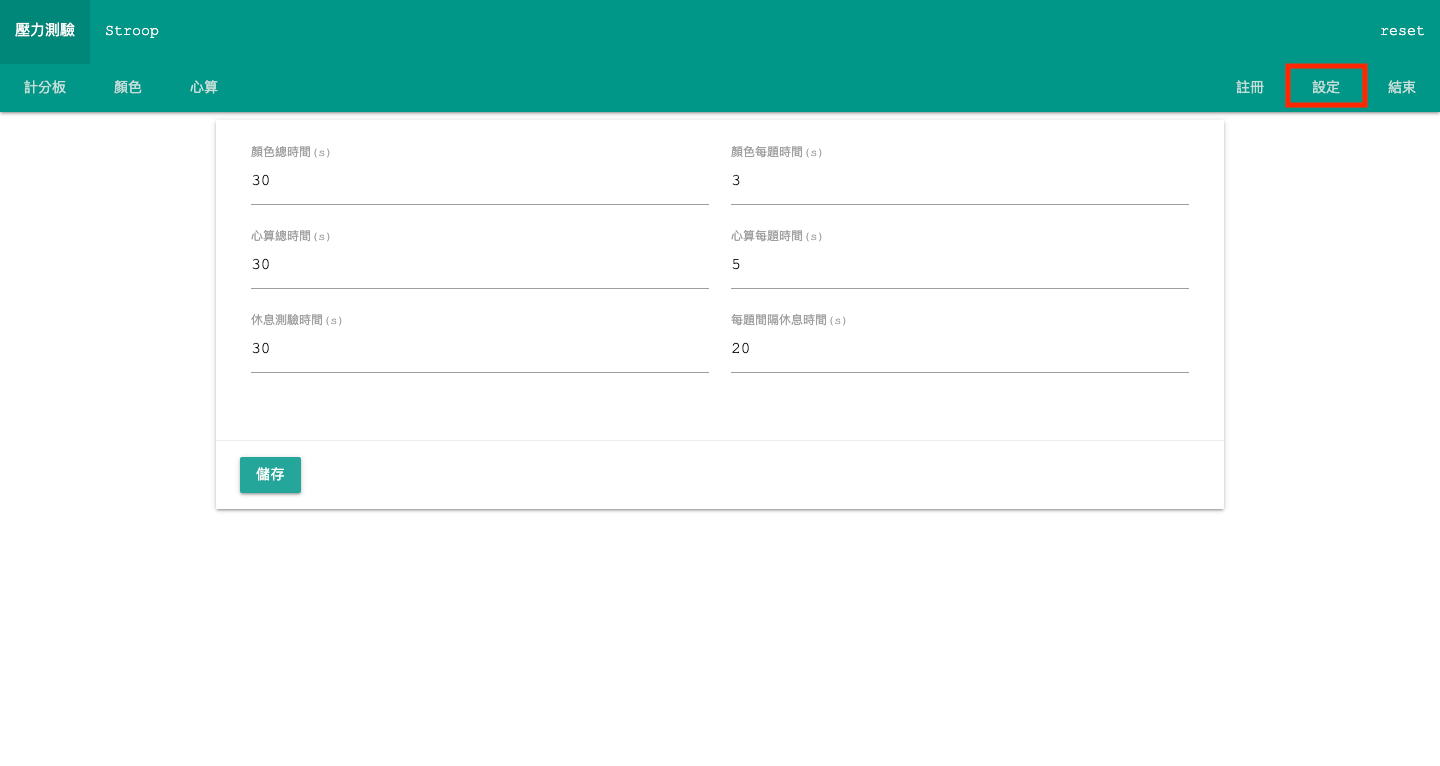 壓力測驗 Stroop reset
計分板 顏色 心算 註冊 設定 結束
顏色總時間(s) 顏色每題時間(s)
30 3
心算總時間(s) 心算每題時間(s)
30 5
休息測驗時間(s) 每題間隔休息時間(s)
30 20
儲存